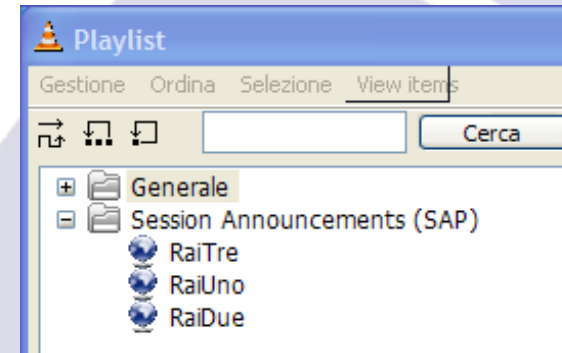 Playlist
Gestione Ordina Selezione View items
Cerca
Generale
Session Announcements (SAP)
RaiTre
RaiUno
RaiDue